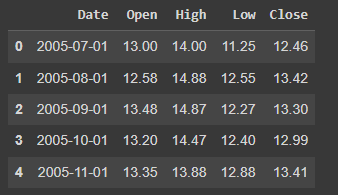 Date Open High Low Close
0 2005-07-01 13.00 14.00 11.25 12.46
1 2005-08-01 12.58 14.88 12.55 13.42
2 2005-09-01 13.48 14.87 12.27 13.30
3 2005-10-01 13.20 14.47 12.40 12.99
4 2005-11-01 13.35 13.88 12.88 13.41